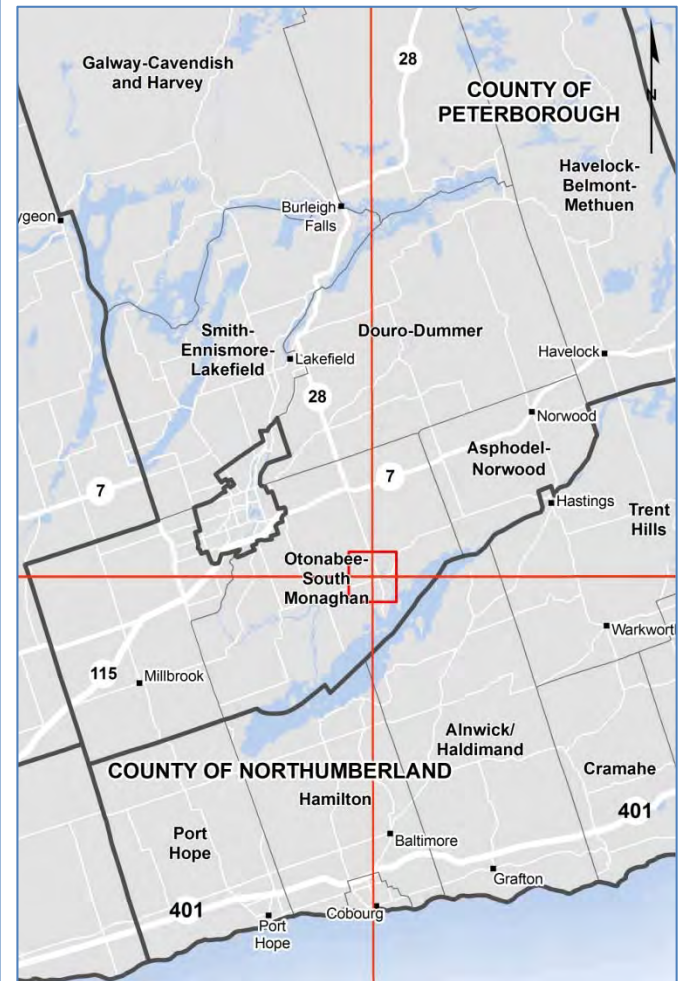 Galway-Cavendish
and Harvey
28
COUNTY OF
PETERBOROUGH
N
Havelock-
Belmont-
Methuen
ygeon
Burleigh
Falls
Smith-
Ennismore-
Lakefield
Douro-Dummer
Lakefield
Havelock
28
Norwood
Asphodel-
Norwood
7
7
Hastings
Trent
Hills
Otonabee-
South
Monaghan
Warkworth
115
Millbrook
Alnwick/
Haldimand
COUNTY OF NORTHUMBERLAND
Cramahe
Hamilton
401
Port
Hope
Baltimore
Grafton
401
Cobourg
Port
Hope